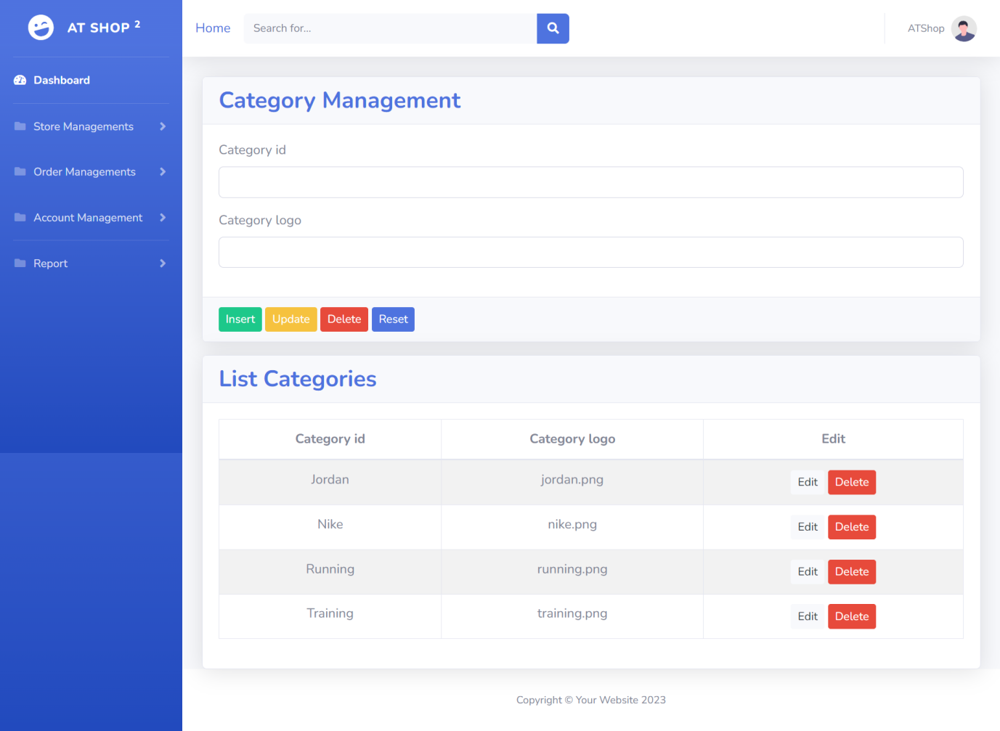 AT SHOP 2
Dashboard
Store Managements
Order Managements
Account Management
Report
Home
Search for...
ATShop
Category Management
Category id
Category logo
Insert Update Delete Reset
List Categories
Category id Category logo Edit
Jordan jordan.png Edit Delete
Nike nike.png Edit Delete
Running running.png Edit Delete
Training training.png Edit Delete
Copyright © Your Website 2023